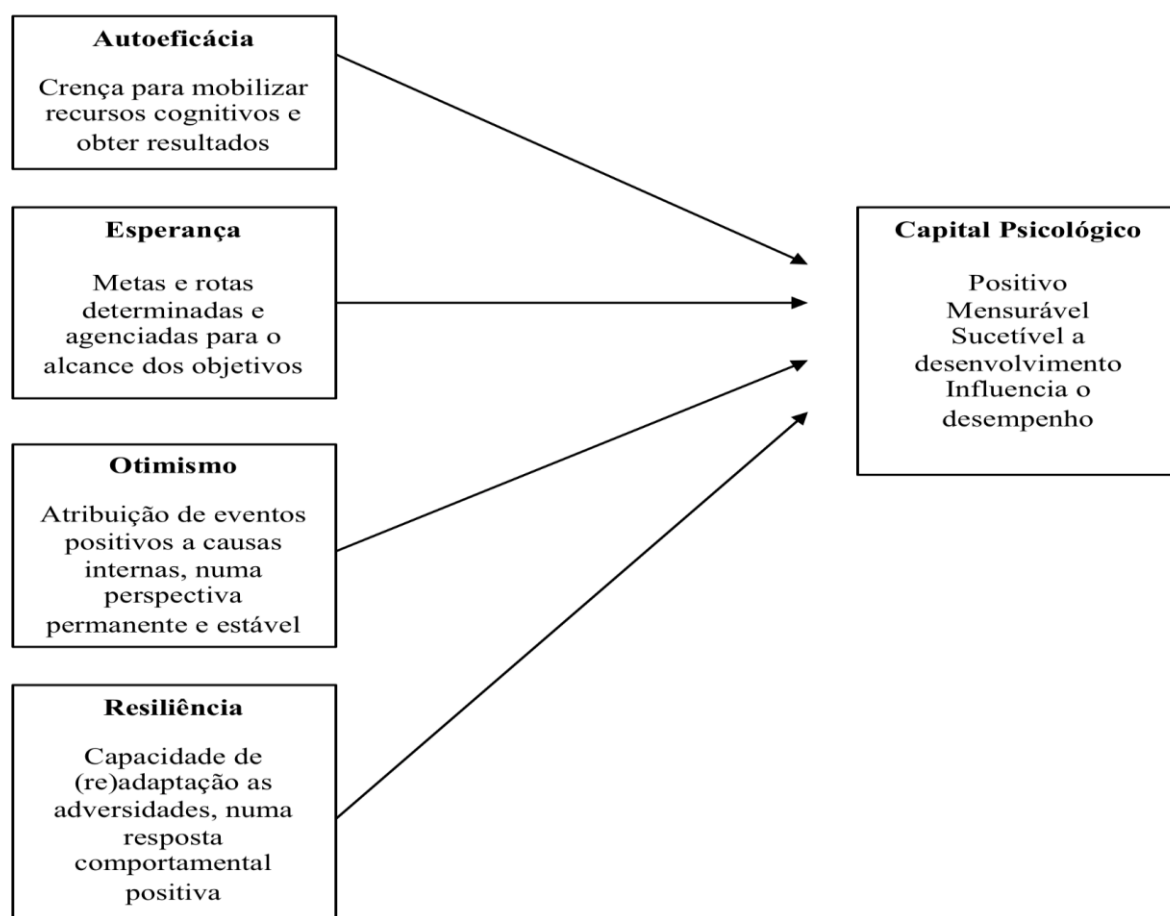 Autoeficácia
Crença para mobilizar
recursos cognitivos e
obter resultados
Esperança
Metas e rotas
determinadas e
agenciadas para o
alcance dos objetivos
Otimismo
Atribuição de eventos
positivos a causas
internas, numa
perspectiva
permanente e estável
Resiliência
Capacidade de
(re)adaptação as
adversidades, numa
resposta
comportamental
positiva
Capital Psicológico
Positivo
Mensurável
Sucetível a
desenvolvimento
Influencia o
desempenho